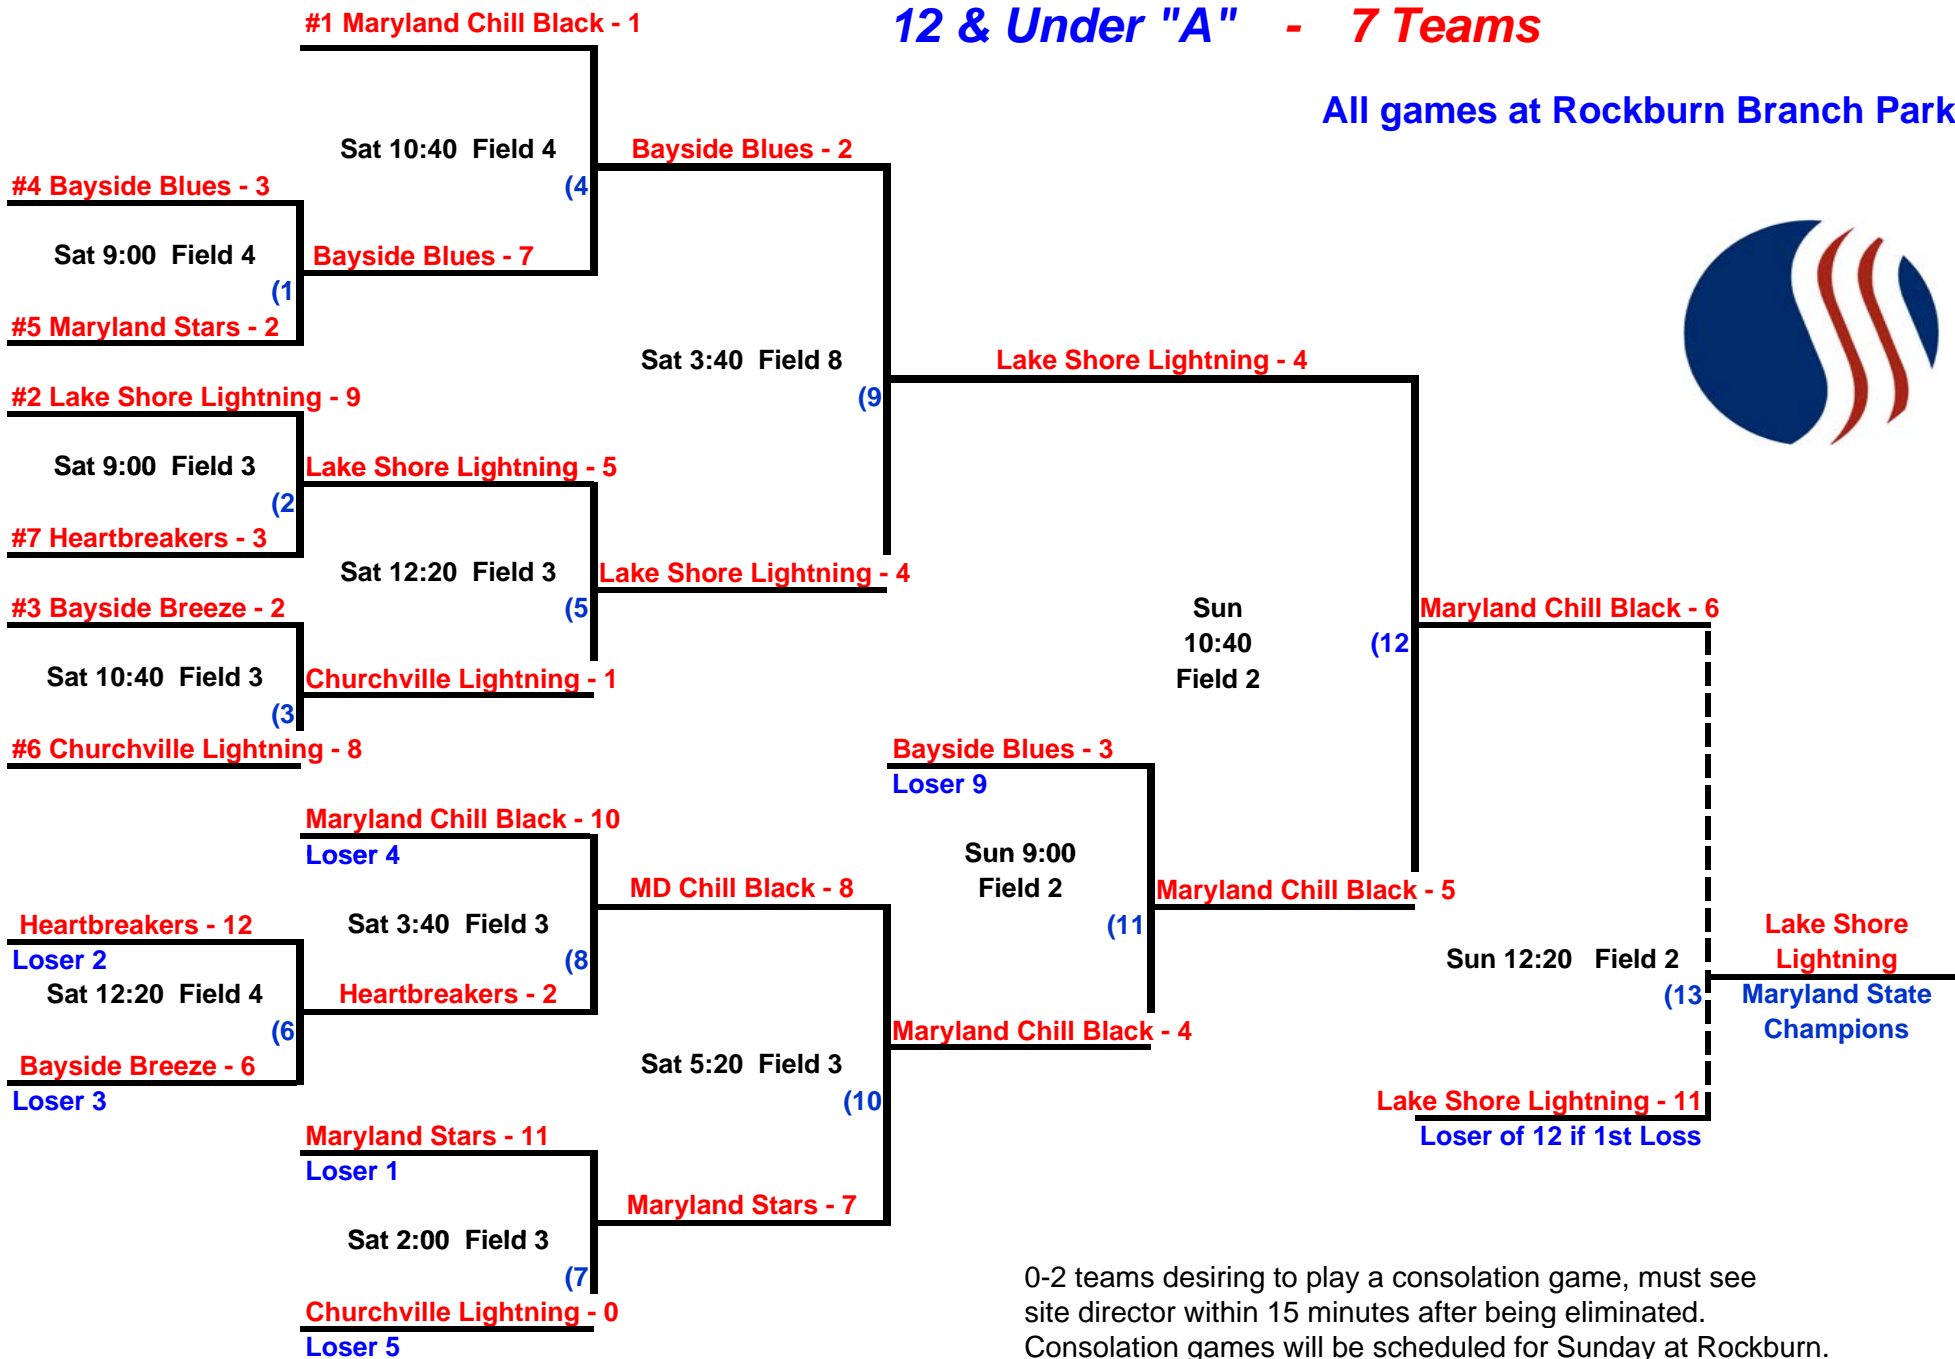 #1 Maryland Chill Black - 1
12 & Under "A" - 7 Teams
All games at Rockburn Branch Park
Sat 10:40 Field 4
Bayside Blues - 2
#4 Bayside Blues - 3
(4
Sat 9:00 Field 4
Bayside Blues - 7
(1
#5 Maryland Stars - 2
Sat 3:40 Field 8
Lake Shore Lightning - 4
#2 Lake Shore Lightning - 9
(9
Sat 9:00 Field 3
Lake Shore Lightning - 5
(2
#7 Heartbreakers - 3
Sat 12:20 Field 3
Lake Shore Lightning - 4
#3 Bayside Breeze - 2
(5
Sun
10:40
Field 2
(12
Maryland Chill Black - 6
Sat 10:40 Field 3
Churchville Lightning - 1
(3
#6 Churchville Lightning - 8
Bayside Blues - 3
Loser 9
Maryland Chill Black - 10
Loser 4
Sun 9:00
Field 2
MD Chill Black - 8
Maryland Chill Black - 5
Heartbreakers - 12
Loser 2
Sat 3:40 Field 3
(11
(8
Sat 12:20 Field 4
Heartbreakers - 2
(6
Sun 12:20 Field 2
(13
Lake Shore
Lightning
Maryland State
Champions
Maryland Chill Black - 4
Bayside Breeze - 6
Loser 3
Sat 5:20 Field 3
(10
Lake Shore Lightning - 11
Loser of 12 if 1st Loss
Maryland Stars - 11
Loser 1
Maryland Stars - 7
Sat 2:00 Field 3
(7
Churchville Lightning - 0
Loser 5
0-2 teams desiring to play a consolation game, must see
site director within 15 minutes after being eliminated.
Consolation games will be scheduled for Sunday at Rockburn.